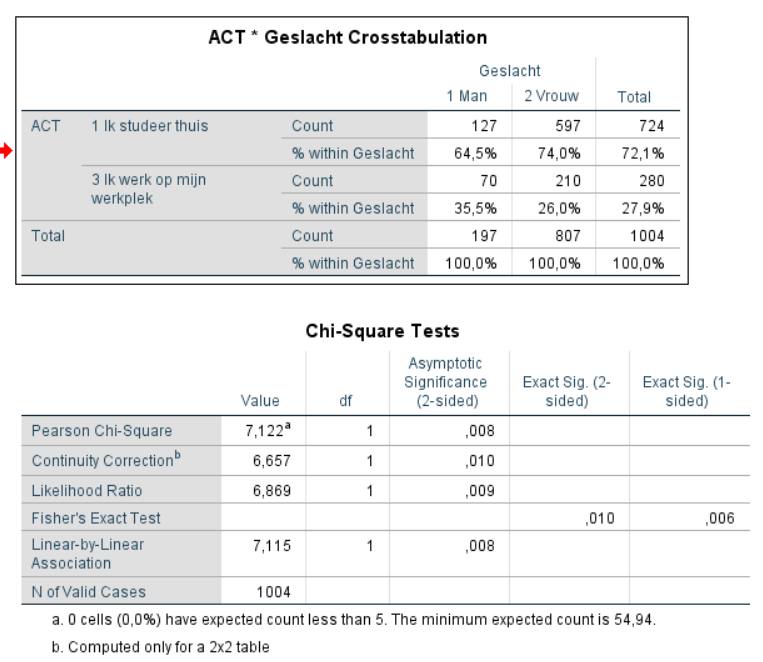 ACT * Geslacht Crosstabulation
Geslacht
1 Man 2 Vrouw Total
ACT 1 Ik studeer thuis Count 127 597 724
% within Geslacht 64,5% 74,0% 72,1%
3 Ik werk op mijn werkplek Count 70 210 280
% within Geslacht 35,5% 26,0% 27,9%
Total Count 197 807 1004
% within Geslacht 100,0% 100,0% 100,0%
Chi-Square Tests
Value df Asymptotic Significance (2-sided) Exact Sig. (2-sided) Exact Sig. (1-sided)
Pearson Chi-Square 7,122a 1 ,008
Continuity Correctionb 6,657 1 ,010
Likelihood Ratio 6,869 1 ,009
Fisher's Exact Test ,010 ,006
Linear-by-Linear Association 7,115 1 ,008
N of Valid Cases 1004
a. 0 cells (0,0%) have expected count less than 5. The minimum expected count is 54,94.
b. Computed only for a 2x2 table